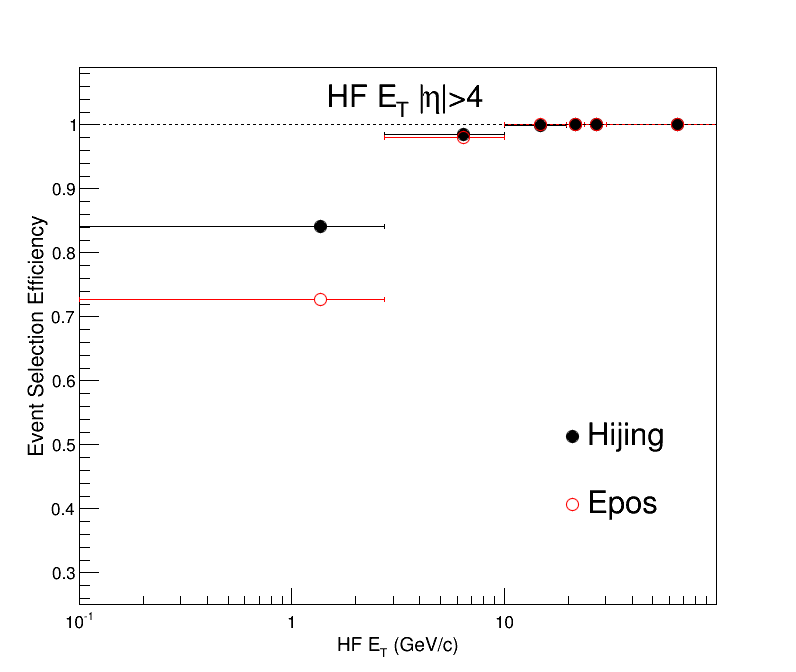 HF E_T |η|>4
1
0.9
0.8
0.7
0.6
0.5
0.4
0.3
Event Selection Efficiency
Hijing
Epos
10^-1
1
10
HF E_T (GeV/c)